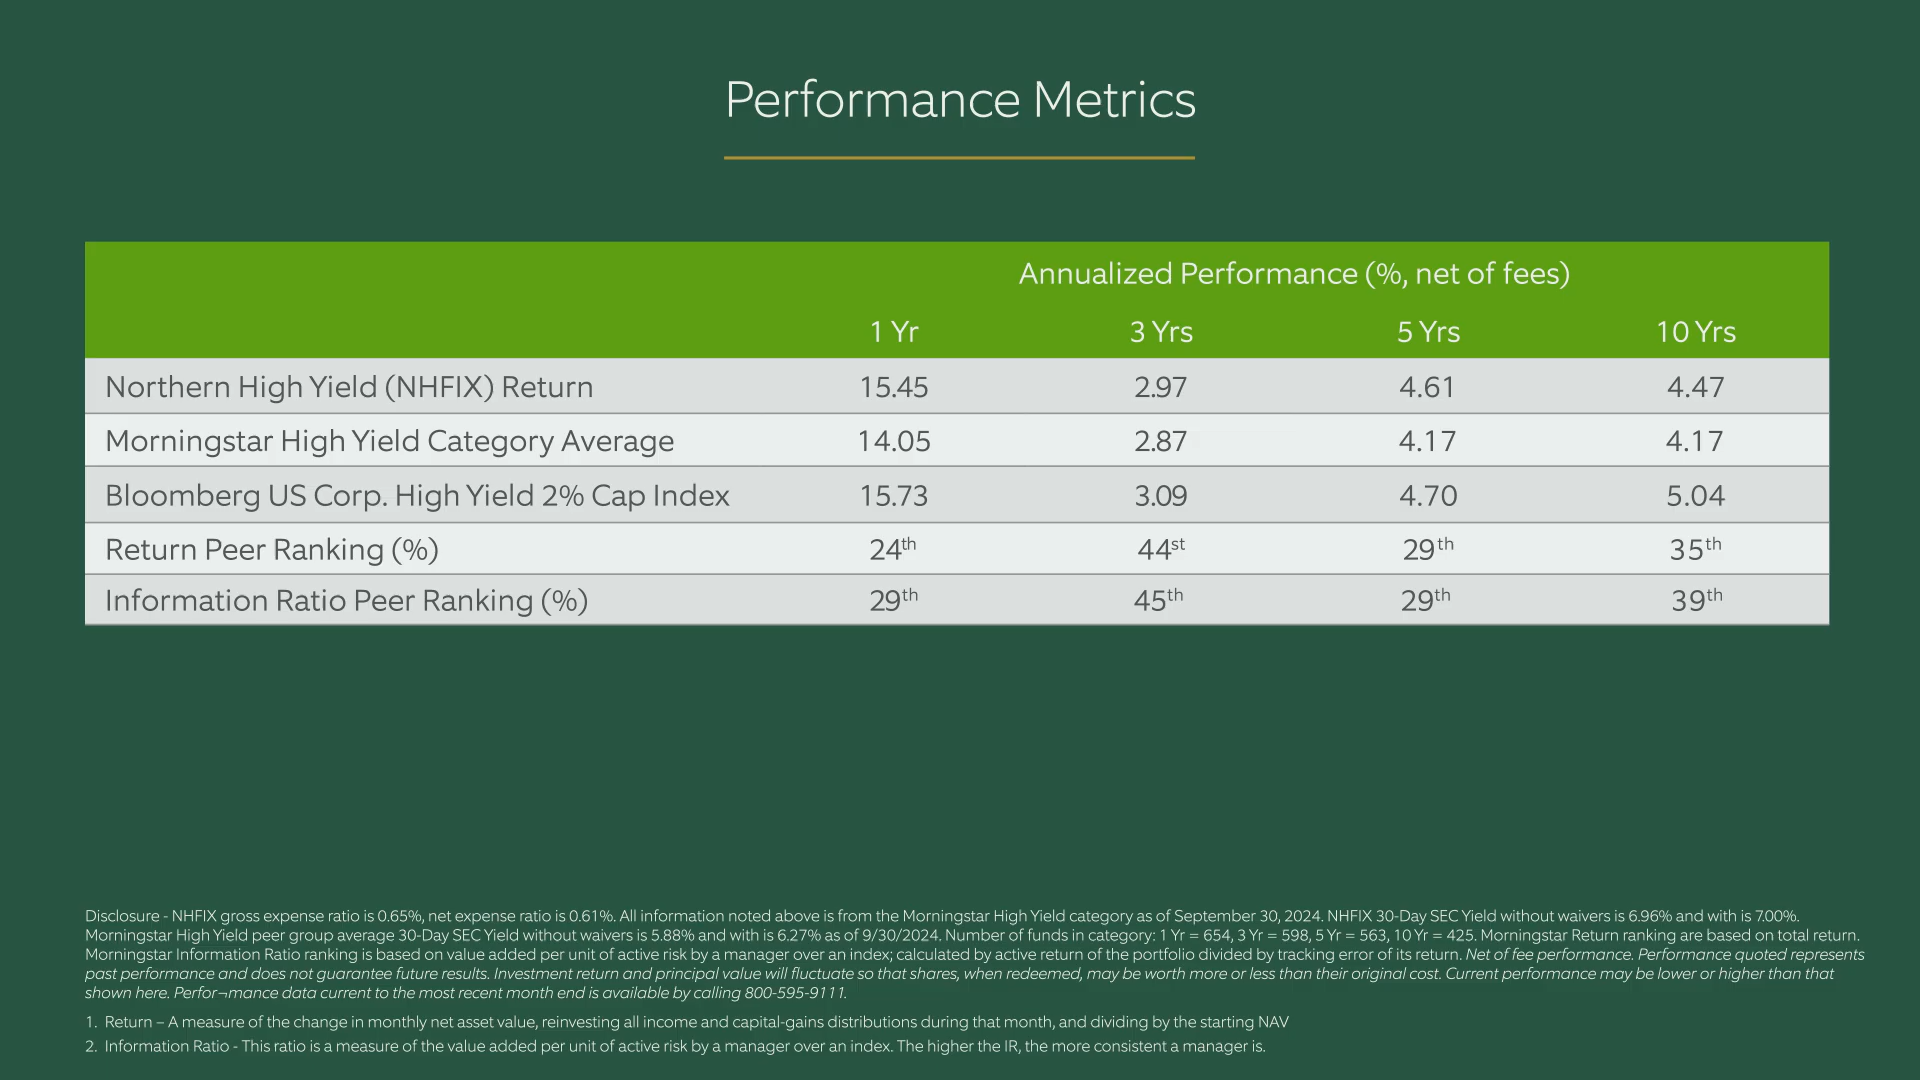 Performance Metrics
Annualized Performance (%, net of fees)
1 Yr 3 Yrs 5 Yrs 10 Yrs
Northern High Yield (NHFIX) Return 15.45 2.97 4.61 4.47
Morningstar High Yield Category Average 14.05 2.87 4.17 4.17
Bloomberg US Corp. High Yield 2% Cap Index 15.73 3.09 4.70 5.04
Return Peer Ranking (%) 24th 44st 29th 35th
Information Ratio Peer Ranking (%) 29th 45th 29th 39th
Disclosure - NHFIX gross expense ratio is 0.65%, net expense ratio is 0.61%. All information noted above is from the Morningstar High Yield category as of September 30, 2024. NHFIX 30-Day SEC Yield without waivers is 6.96% and with is 7.00%.
Morningstar High Yield peer group average 30-Day SEC Yield without waivers is 5.88% and with is 6.27% as of 9/30/2024. Number of funds in category: 1 Yr = 654, 3 Yr = 598, 5 Yr = 563, 10 Yr = 425. Morningstar Return ranking are based on total return.
Morningstar Information Ratio ranking is based on value added per unit of active risk by a manager over an index; calculated by active return of the portfolio divided by tracking error of its return. Net of fee performance. Performance quoted represents
past performance and does not guarantee future results. Investment return and principal value will fluctuate so that shares, when redeemed, may be worth more or less than their original cost. Current performance may be lower or higher than that
shown here. Perfor¬mance data current to the most recent month end is available by calling 800-595-9111.
1. Return – A measure of the change in monthly net asset value, reinvesting all income and capital-gains distributions during that month, and dividing by the starting NAV
2. Information Ratio - This ratio is a measure of the value added per unit of active risk by a manager over an index. The higher the IR, the more consistent a manager is.